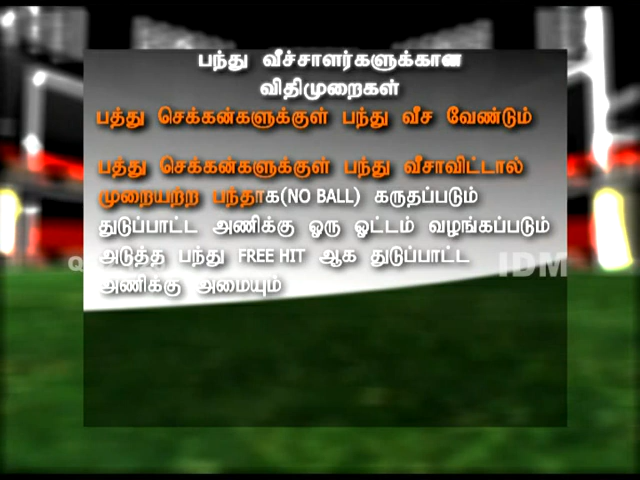 பந்து வீச்சாளர்களுக்கான
விதிமுறைகள்
பத்து செக்கன்களுக்குள் பந்து வீச வேண்டும்
பத்து செக்கன்களுக்குள் பந்து வீசாவிட்டால்
முறையற்ற பந்தாக(NO BALL) கருதப்படும்
துடுப்பாட்ட அணிக்கு ஒரு ஓட்டம் வழங்கப்படும்
அடுத்த பந்து FREE HIT ஆக துடுப்பாட்ட
அணிக்கு அமையும்
IDM